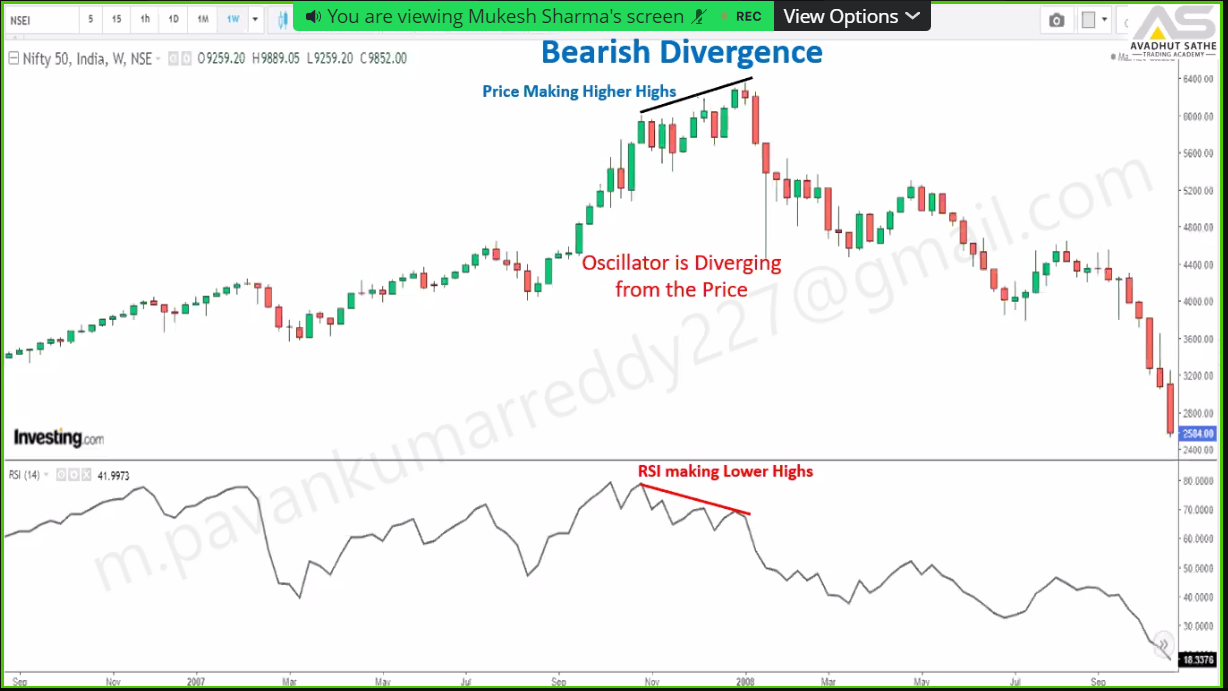 You are viewing Mukesh Sharma's screen
REC
View Options
NSEI
5
15
1h
1D
1M
1W
AS
AVADHUT SATHE
TRADING ACADEMY
Nifty 50, India, W, NSE
O9259.20 H9889.05 L9259.20 C9852.00
Bearish Divergence
Price Making Higher Highs
Oscillator is Diverging
from the Price
m.pavankumarreddy227@gmail.com
6400.00
6000.00
5600.00
5200.00
4800.00
4400.00
4000.00
3600.00
3200.00
2800.00
2584.00
2400.00
Investing.com
RSI (14)
41.9973
RSI making Lower Highs
80.0000
70.0000
60.0000
50.0000
40.0000
30.0000
18.3376
Sep
Nov
2007
Mar
May
Jul
Sep
Nov
2008
Mar
May
Jul
Sep